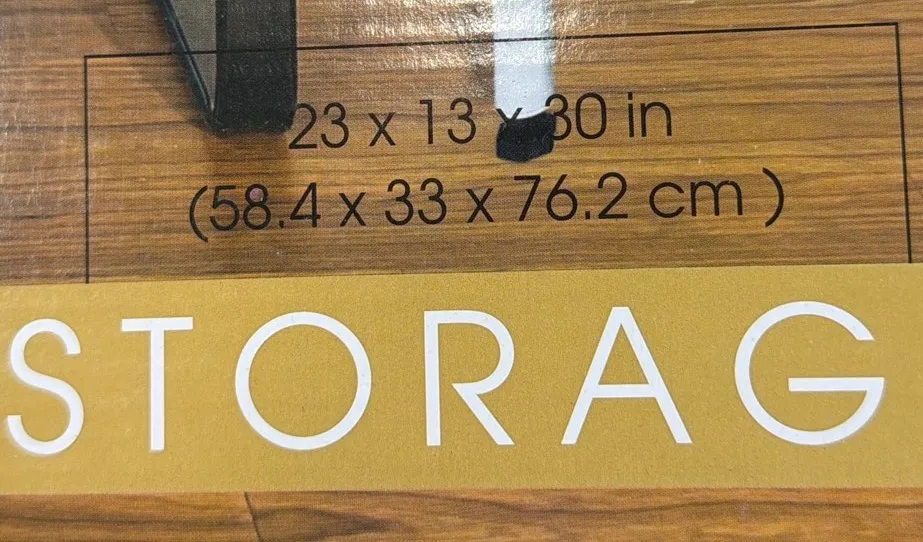 23 x 13 x 30 in
(58.4 x 33 x 76.2 cm )
STORAG